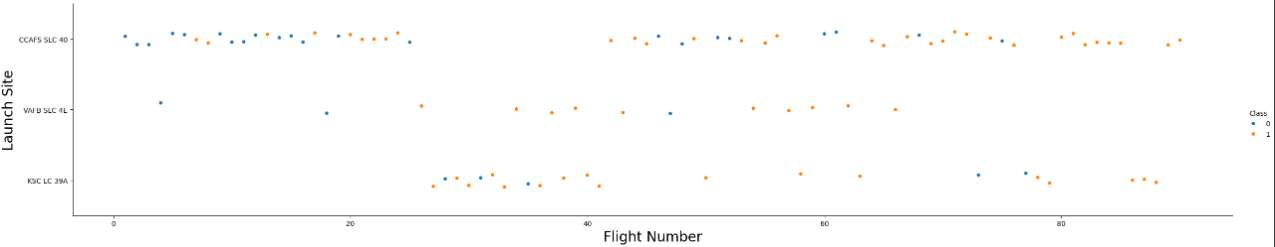 Launch Site
CCAFS SLC 40
VAFB SLC 4E
KSC LC 39A
0 20 40 60 80
Flight Number
Class
0
1